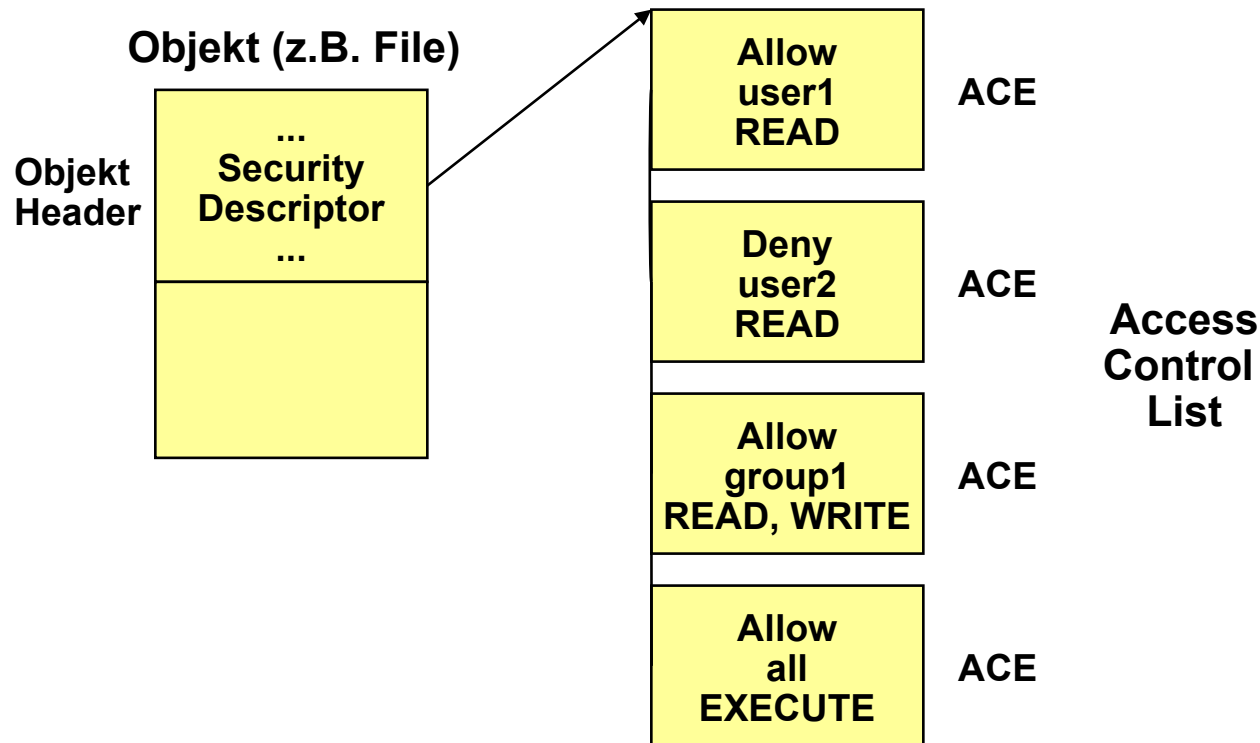 Objekt (z.B. File)
Objekt
Header
...
Security
Descriptor
...
Allow
user1
READ
ACE
Deny
user2
READ
ACE
Allow
group1
READ, WRITE
ACE
Allow
all
EXECUTE
ACE
Access
Control
List